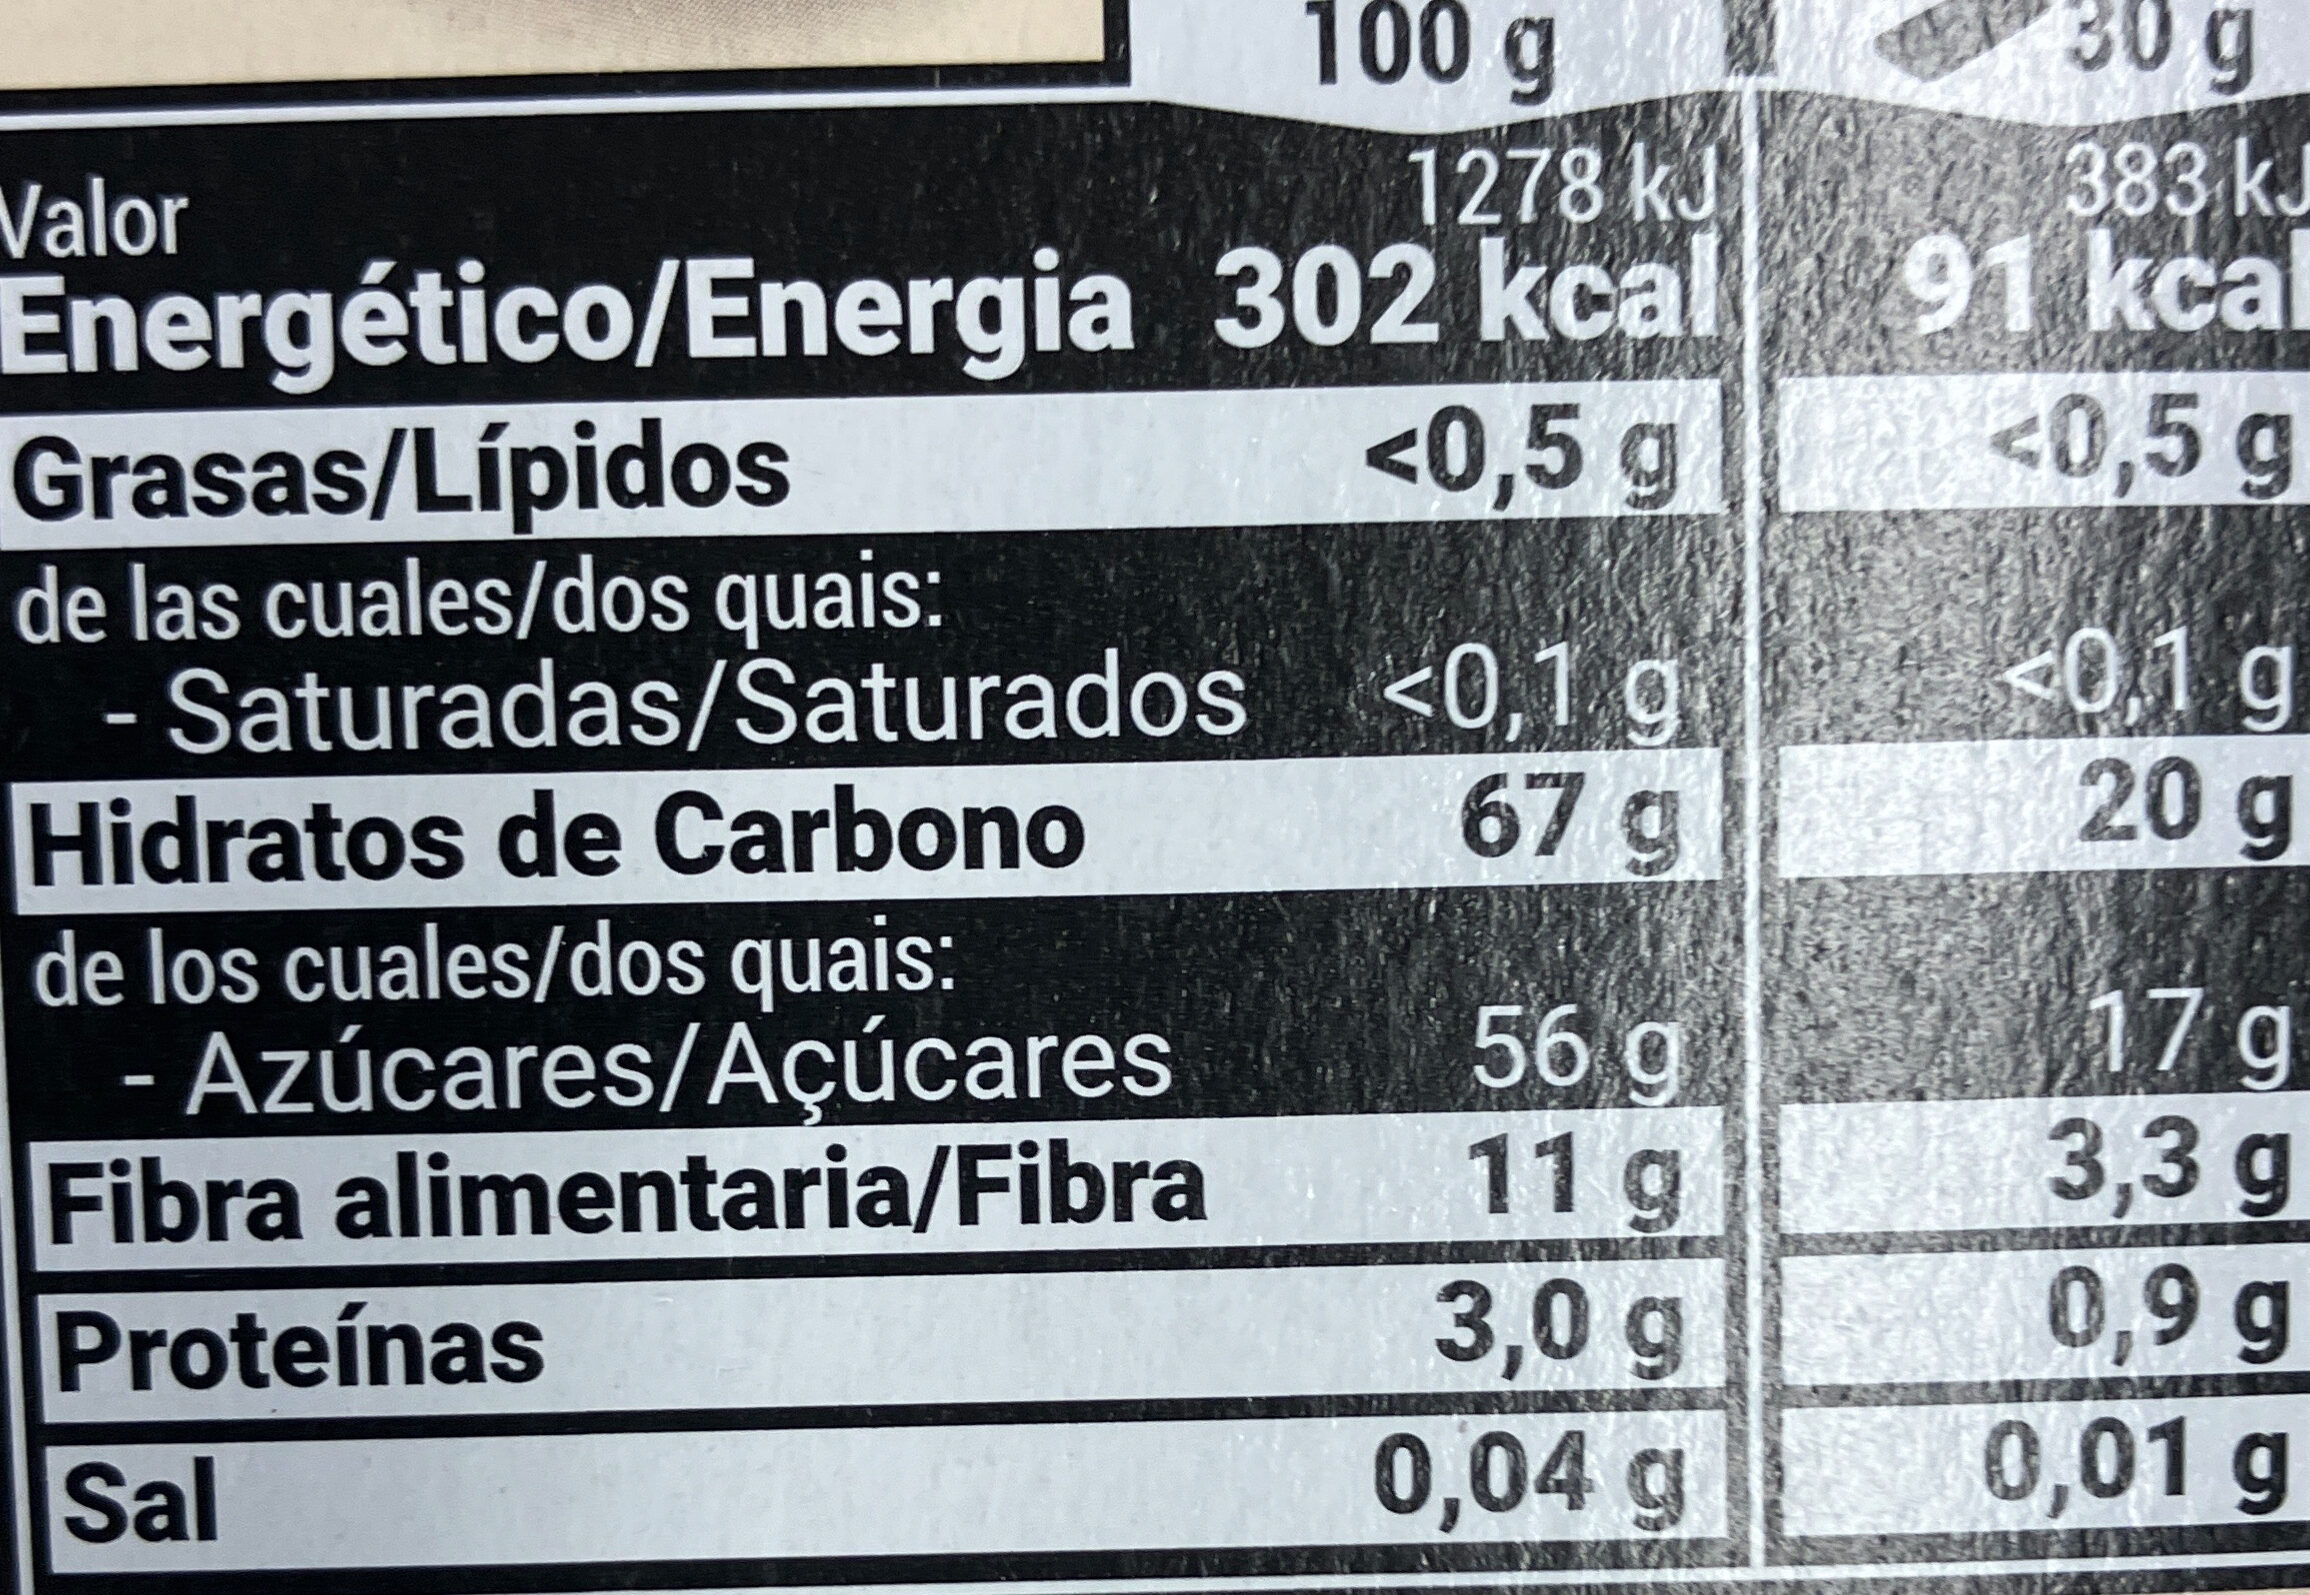 100 g 30 g
Valor 1278 kJ 383 kJ
Energético/Energia 302 kcal 91 kcal
Grasas/Lípidos <0,5 g <0,5 g
de las cuales/dos quais:
- Saturadas/Saturados <0,1 g <0,1 g
Hidratos de Carbono 67 g 20 g
de los cuales/dos quais:
- Azúcares/Açúcares 56 g 17 g
Fibra alimentaria/Fibra 11 g 3,3 g
Proteínas 3,0 g 0,9 g
Sal 0,04 g 0,01 g